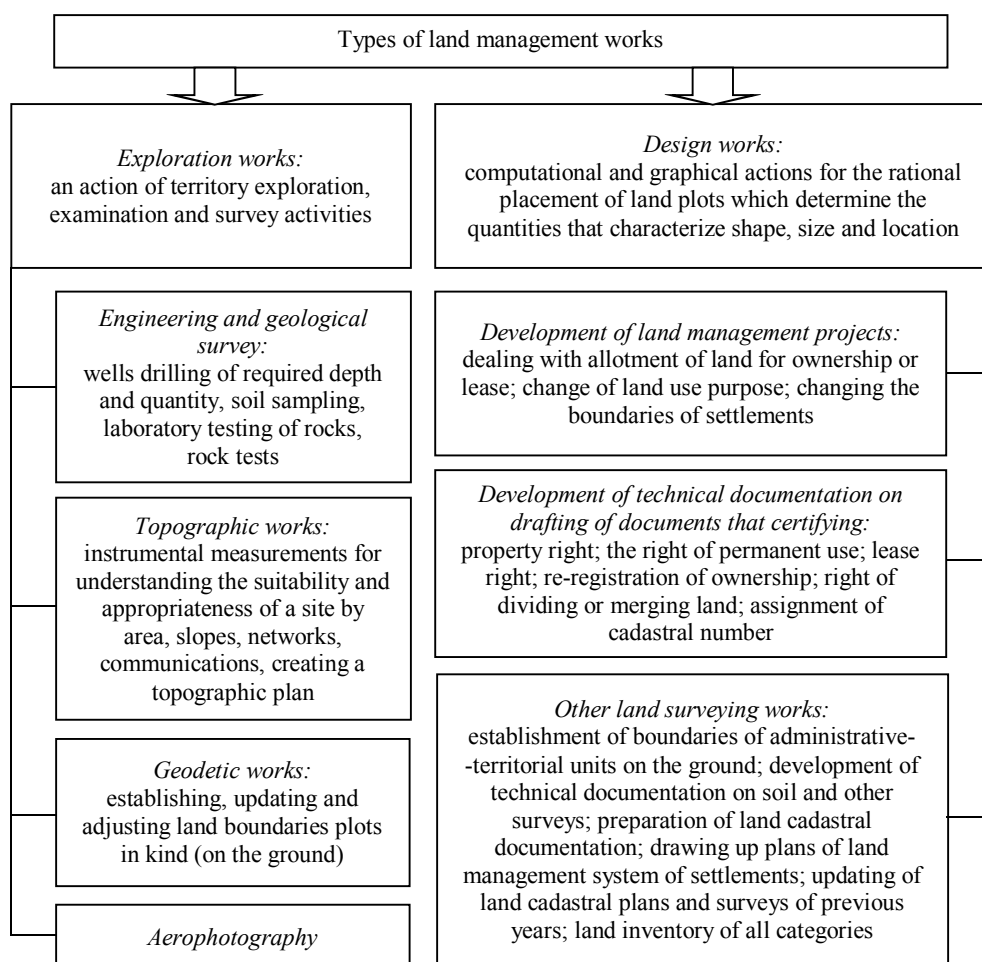 Types of land management works
Exploration works:
an action of territory exploration,
examination and survey activities
Engineering and geological
survey:
wells drilling of required depth
and quantity, soil sampling,
laboratory testing of rocks,
rock tests
Topographic works:
instrumental measurements for
understanding the suitability and
appropriateness of a site by
area, slopes, networks,
communications, creating a
topographic plan
Geodetic works:
establishing, updating and
adjusting land boundaries plots
in kind (on the ground)
Aerophotography
Design works:
computational and graphical actions for the rational
placement of land plots which determine the
quantities that characterize shape, size and location
Development of land management projects:
dealing with allotment of land for ownership or
lease; change of land use purpose; changing the
boundaries of settlements
Development of technical documentation on
drafting of documents that certifying:
property right; the right of permanent use; lease
right; re-registration of ownership; right of
dividing or merging land; assignment of
cadastral number
Other land surveying works:
establishment of boundaries of administrative-
-territorial units on the ground; development of
technical documentation on soil and other
surveys; preparation of land cadastral
documentation; drawing up plans of land
management system of settlements; updating of
land cadastral plans and surveys of previous
years; land inventory of all categories